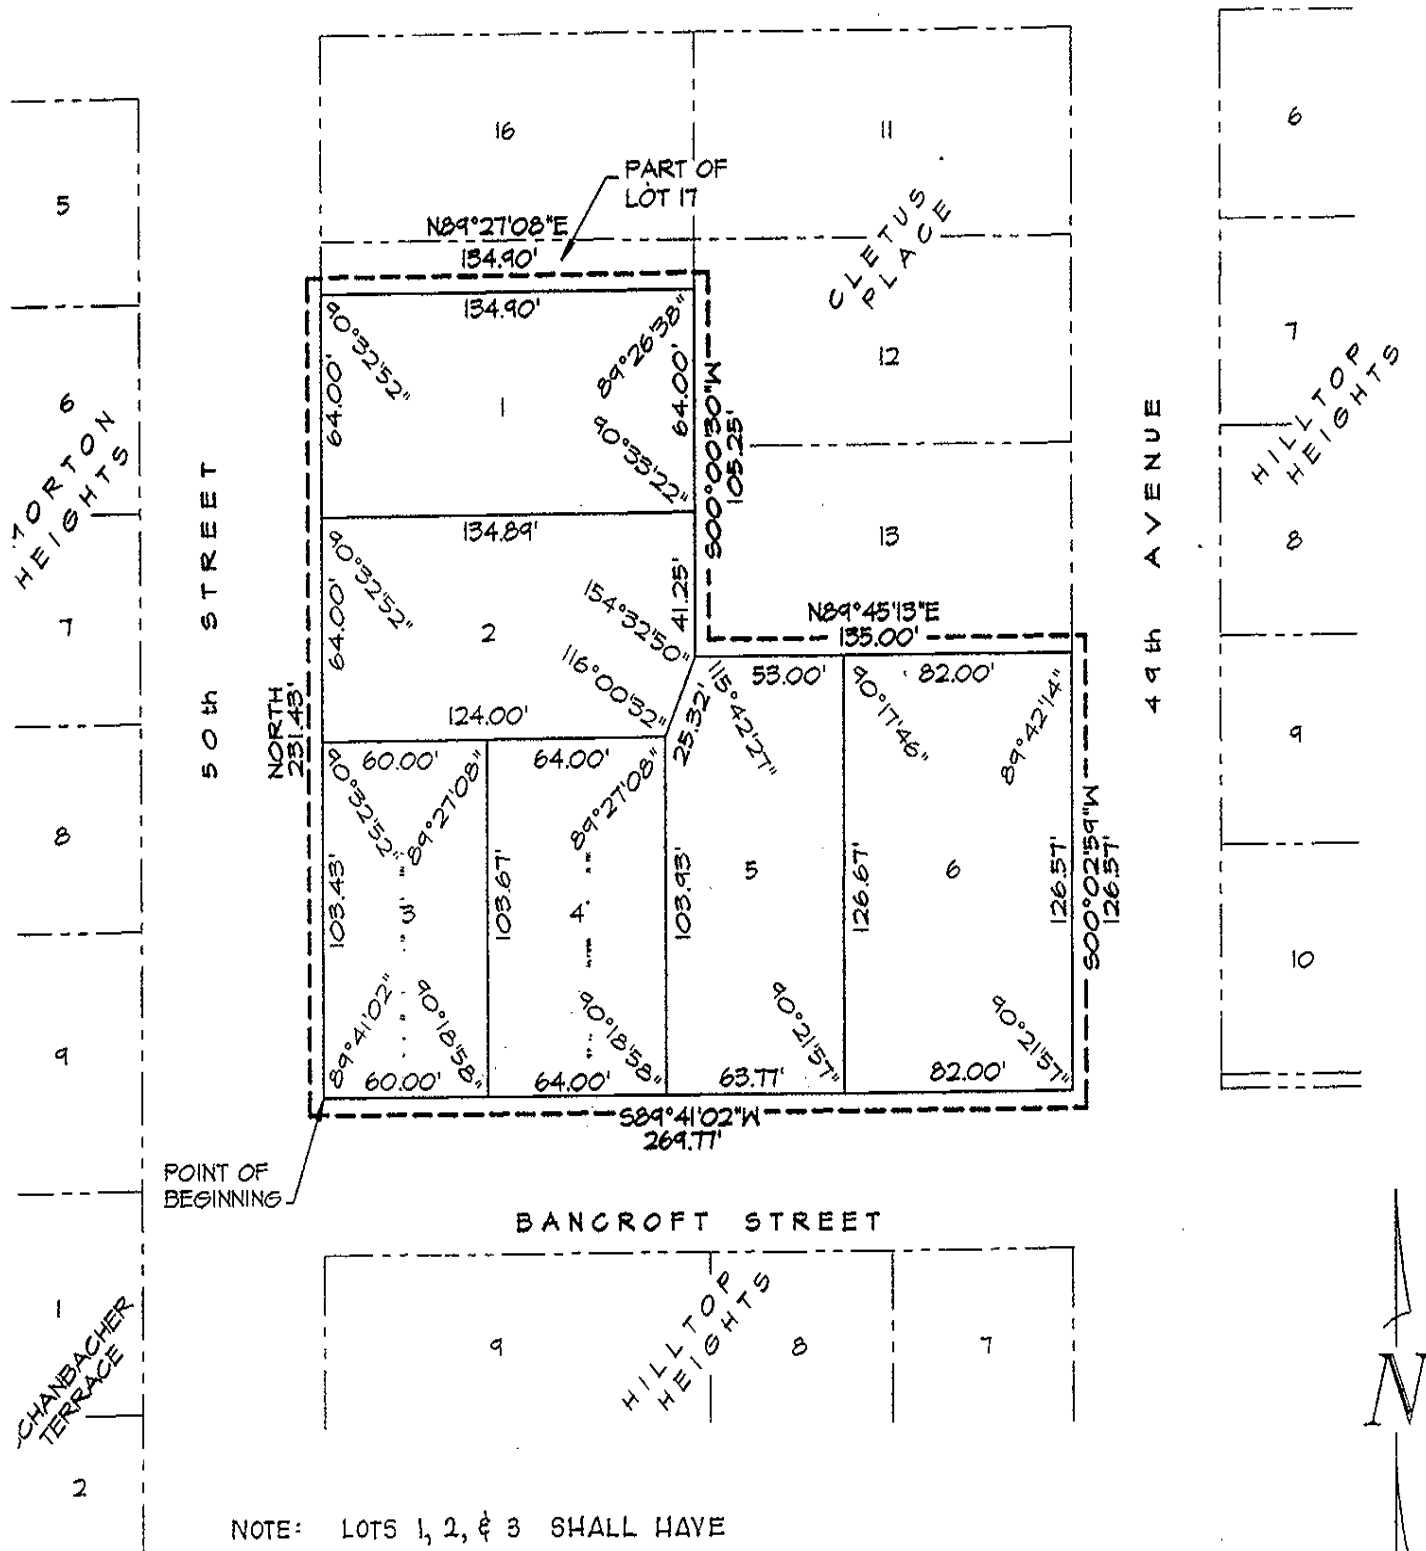 16
11
6
5
PART OF
LOT 17
N89°27'08"E
134.90'
CLETUS
PLACE
134.90'
90°32'52"
89°26'38"
64.00'
64.00'
1
90°33'22"
S00°00'30"W
105.25'
12
7
HILLTOP
HEIGHTS
6
HEIGHTS
50th STREET
49th AVENUE
134.89'
90°32'52"
64.00'
2
154°32'50"
41.25'
116°00'32"
13
8
7
N89°45'13"E
135.00'
NORTH
231.43'
124.00'
25.32'
53.00'
82.00'
115°42'27"
90°17'46"
89°42'14"
9
60.00'
64.00'
90°32'52"
89°27'08"
89°27'08"
8
103.43'
3
103.67'
4
103.93'
5
126.67'
6
126.57'
S00°02'59"W
126.57'
10
9
89°41'02"
90°18'58"
90°18'58"
90°21'57"
90°21'57"
60.00'
64.00'
63.77'
82.00'
S89°41'02"W
269.77'
POINT OF
BEGINNING
BANCROFT STREET
1
CHANBACHER
TERRACE
2
9
HILLTOP
HEIGHTS
8
7
N
NOTE: LOTS 1, 2, & 3 SHALL HAVE